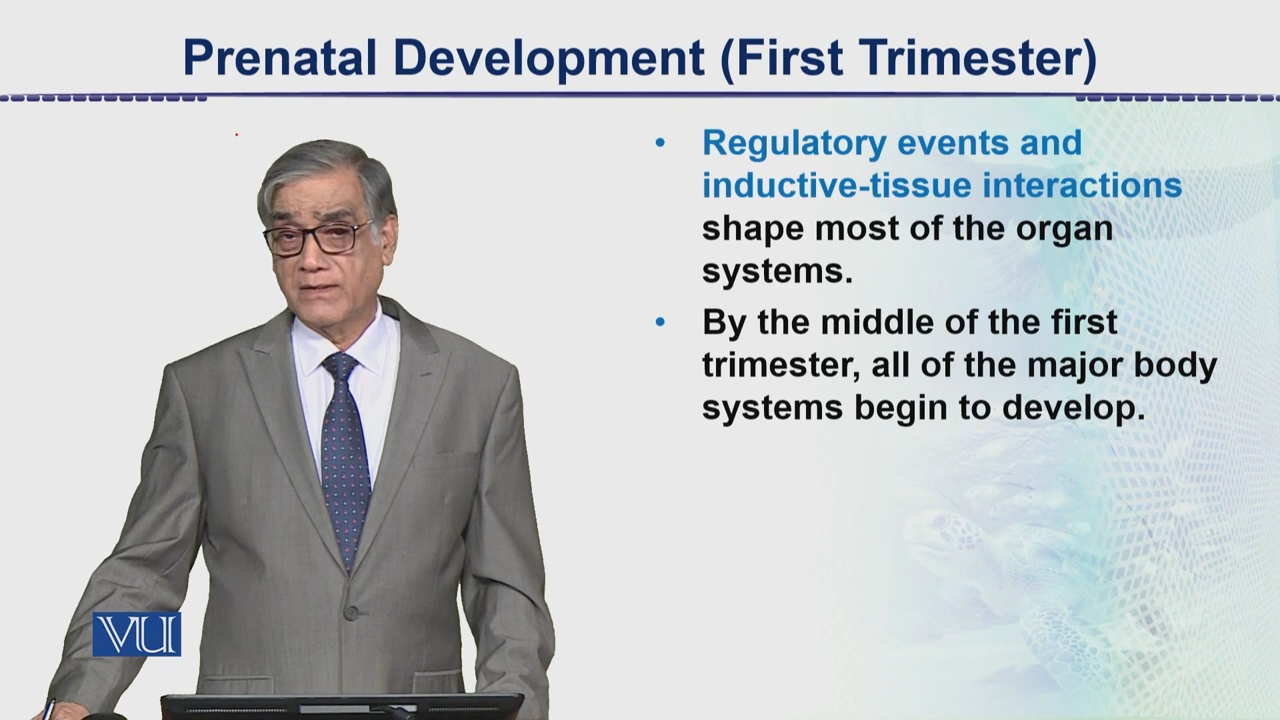 Prenatal Development (First Trimester)
• Regulatory events and
inductive-tissue interactions
shape most of the organ
systems.
• By the middle of the first
trimester, all of the major body
systems begin to develop.
VU